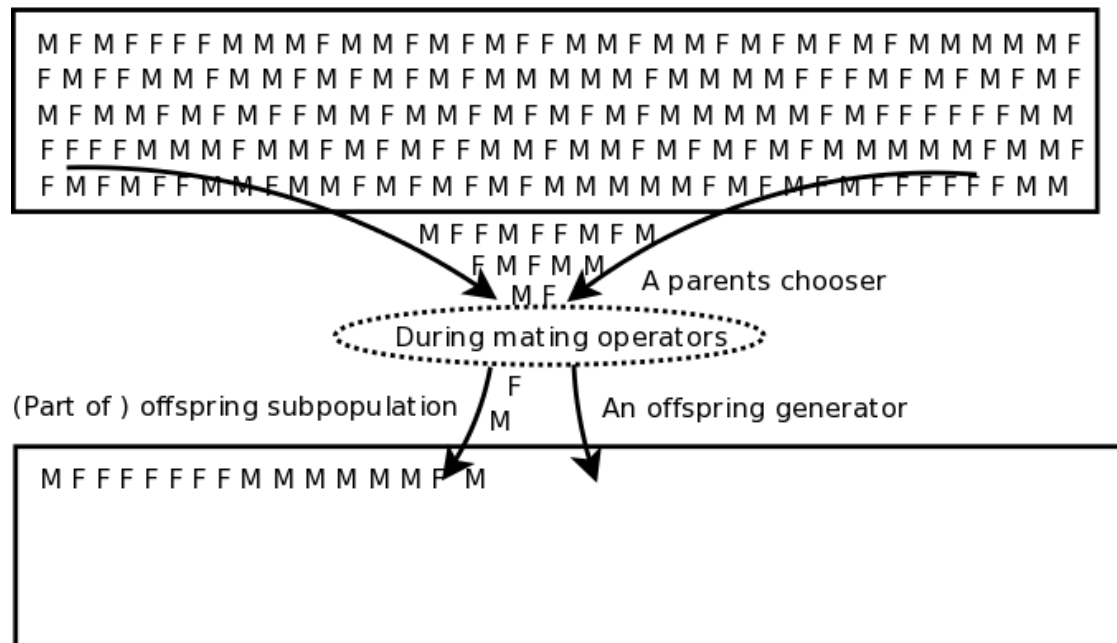 M F M F F F F M M M F M M F M F M F F M M F M M F M F M F M F M M M M M F
F M F F M M F M M F M F M F M F M M M M M F M M M M F F F M F M F M F M F
M F M M F M F M F F M M F M M F M F M F M F M M M M M F M F F F F F F M M
F F F F M M M F M M F M F M F F M M F M M F M F M F M F M M M M M F M M F
F M F M F F M M F M M F M F M F M F M M M M M F M F M F M F F F F F F M M
M F F M F F M F M
F M F M M
A parents chooser
M F
During mating operators
F
(Part of ) offspring subpopulation
An offspring generator
M
M F F F F F F F M M M M M M F M